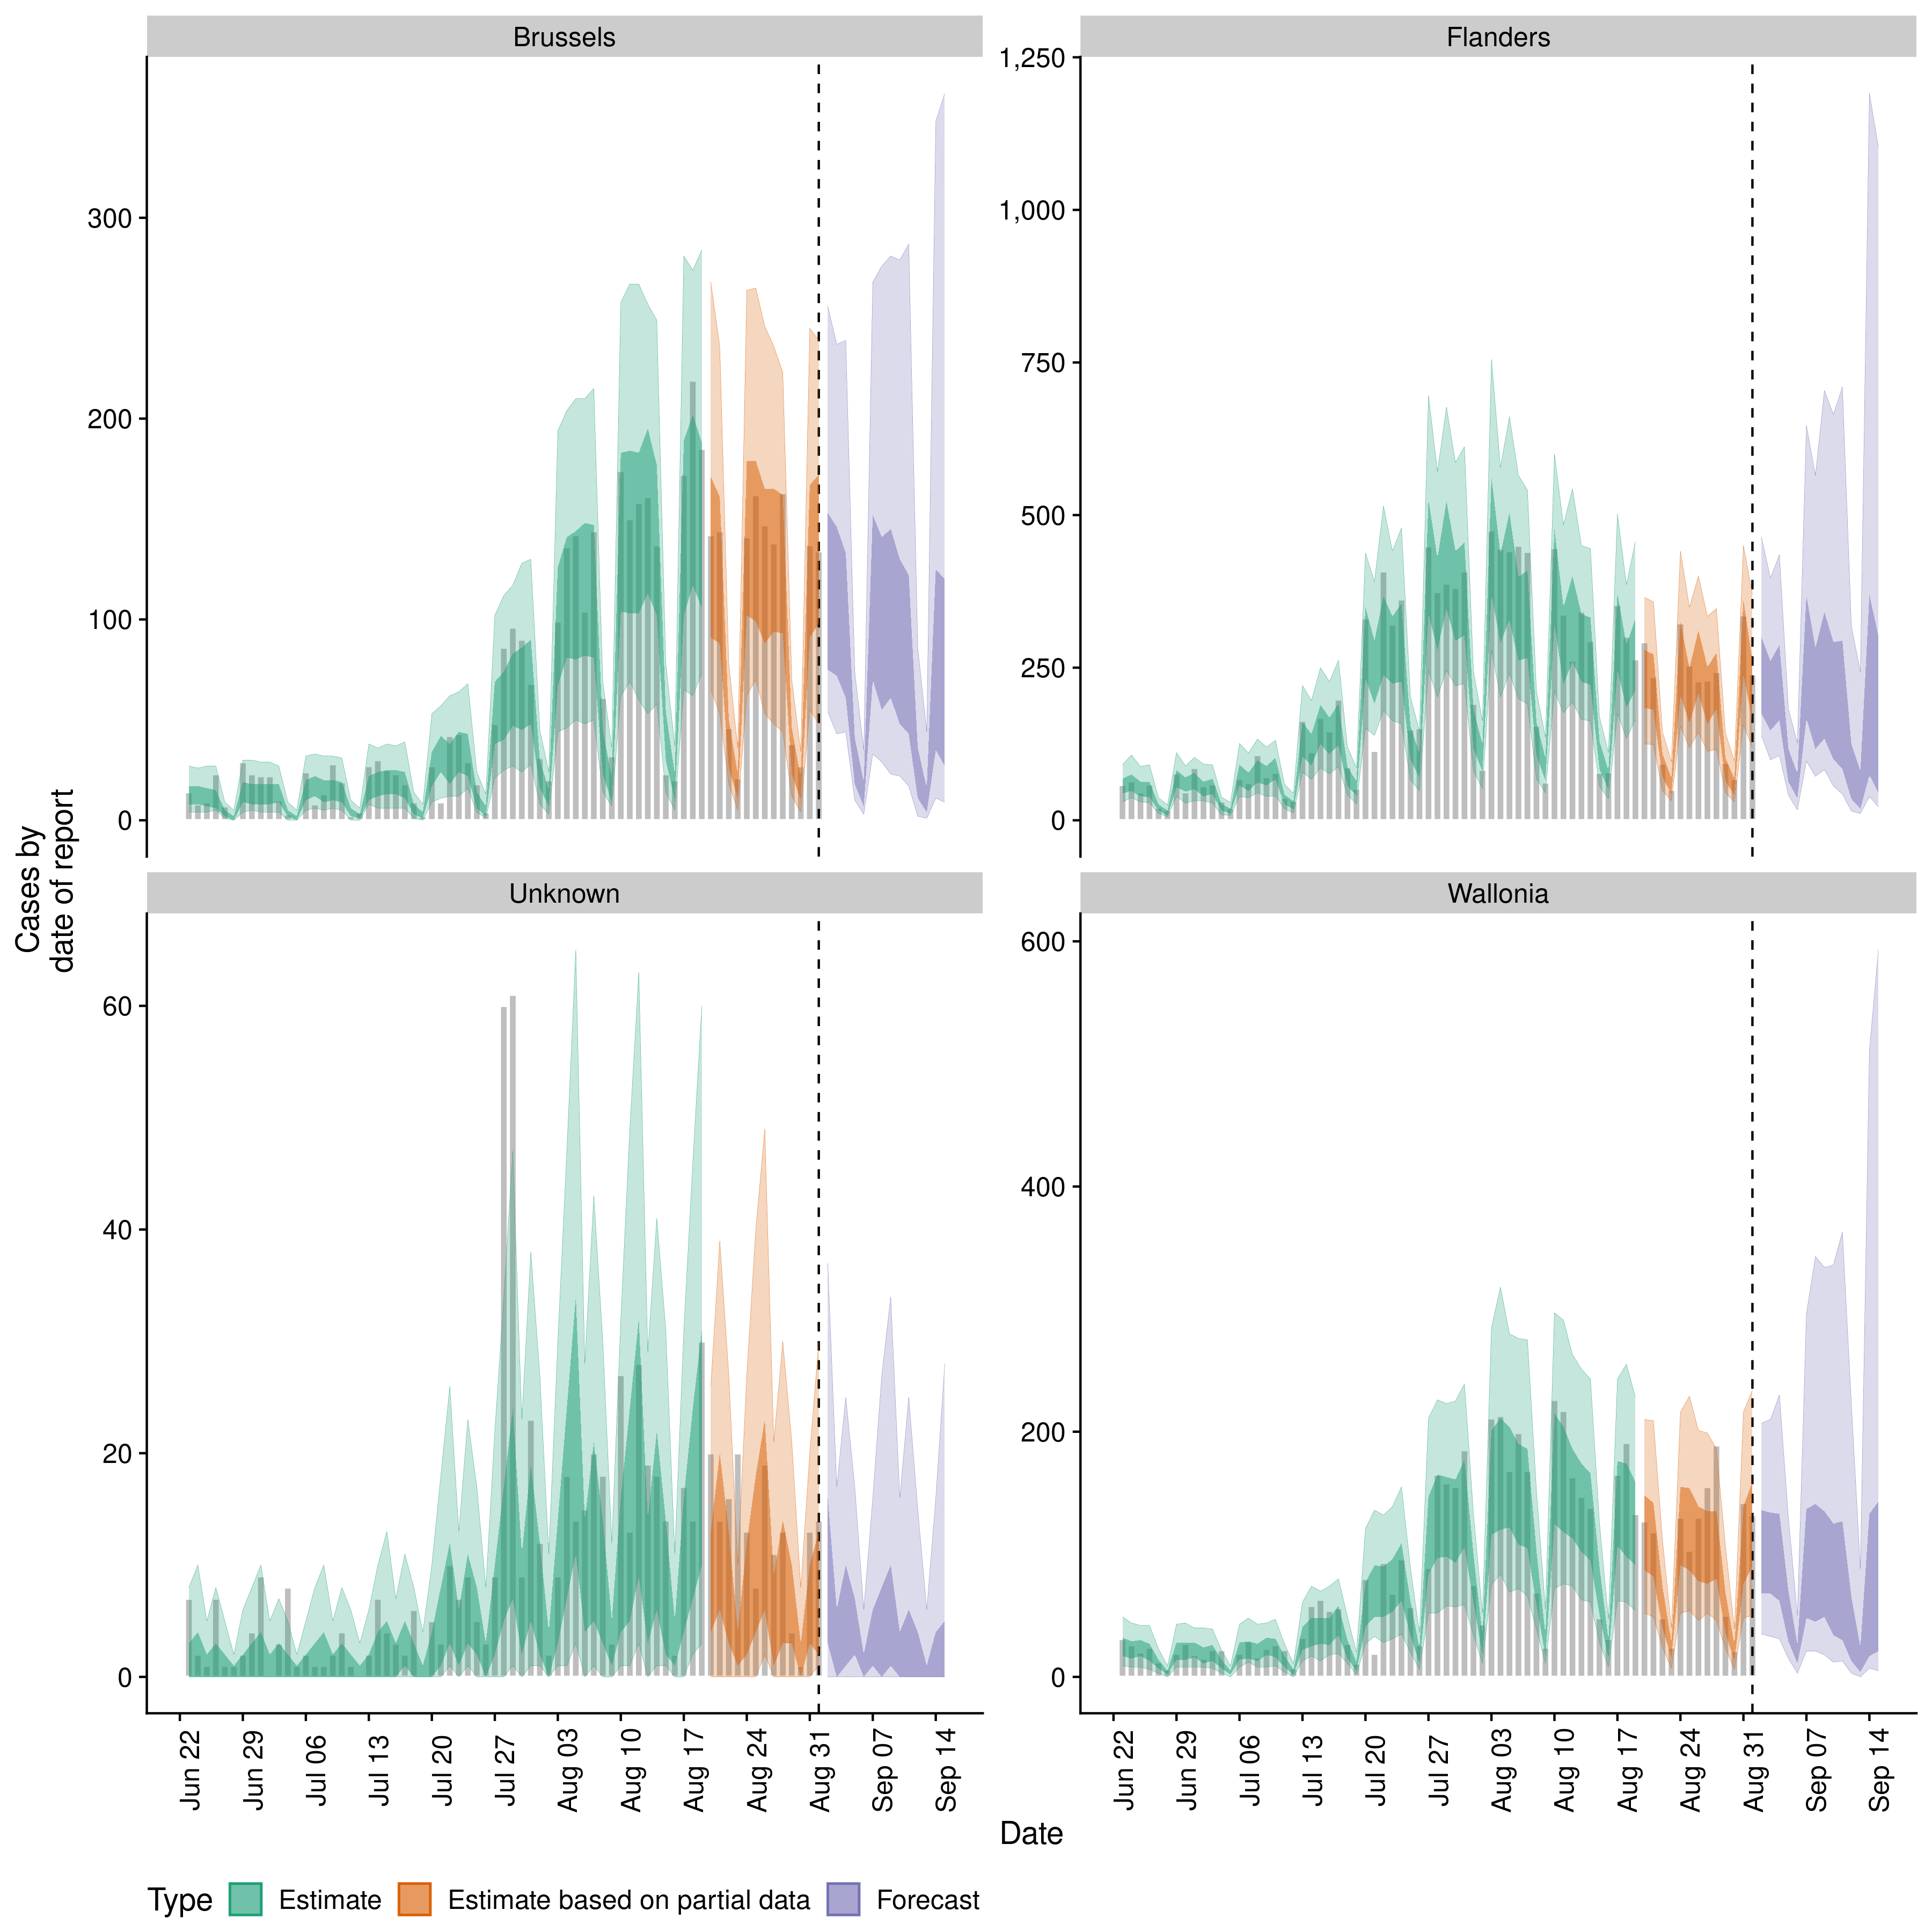 Brussels
Flanders
1,250
1,000
750
500
250
0
300
200
100
0
Cases by
date of report
Unknown
Wallonia
60
40
20
0
600
400
200
0
Jun 22
Jun 29
Jul 06
Jul 13
Jul 20
Jul 27
Aug 03
Aug 10
Aug 17
Aug 24
Aug 31
Sep 07
Sep 14
Jun 22
Jun 29
Jul 06
Jul 13
Jul 20
Jul 27
Aug 03
Aug 10
Aug 17
Aug 24
Aug 31
Sep 07
Sep 14
Date
Type Estimate Estimate based on partial data Forecast